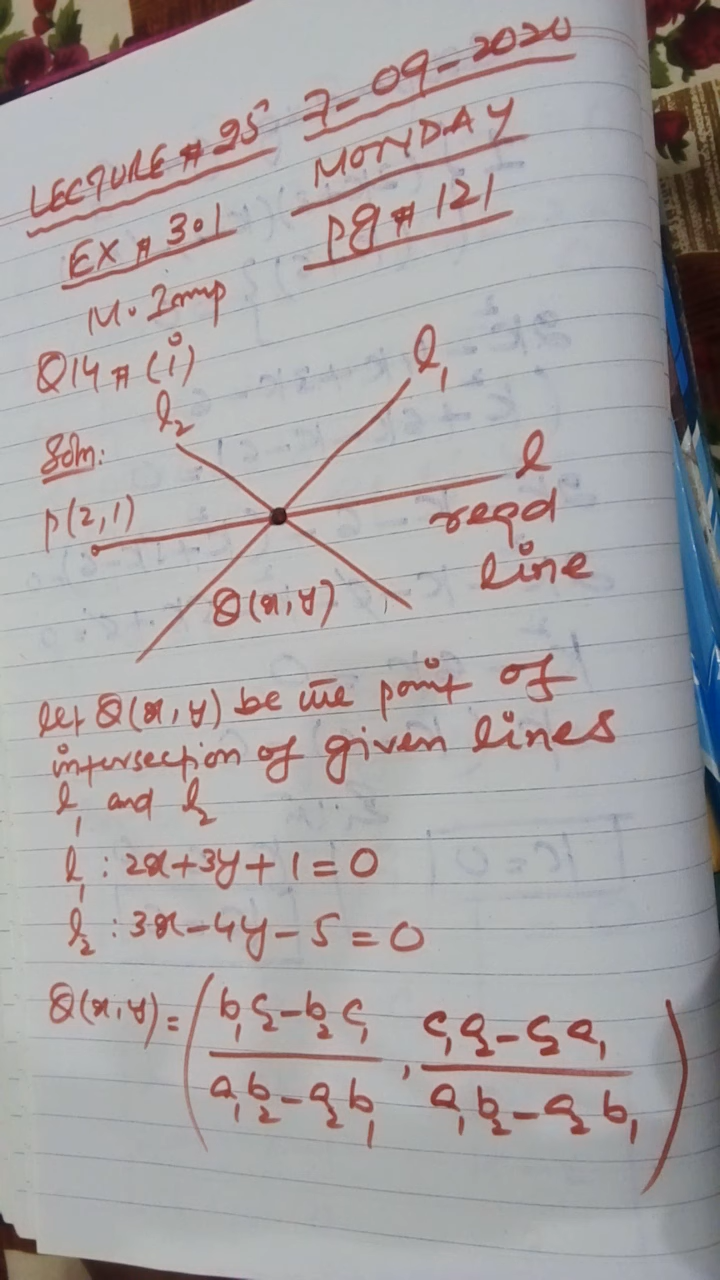 LECTURE # 25 7-09-2020
MONDAY
EX # 3.1 Pg # 121
M. Imp
Q14 # (i)
l₂ l₁
Soln:
P(2,1) l
reqd
line
Q(x,y)
let Q(x,y) be the point of
intersection of given lines
l₁ and l₂
l₁ : 2x+3y+1=0
l₂ : 3x-4y-5=0
Q(x,y) = ( (b₁c₂-b₂c₁)/(a₁b₂-a₂b₁) , (c₁a₂-c₂a₁)/(a₁b₂-a₂b₁) )